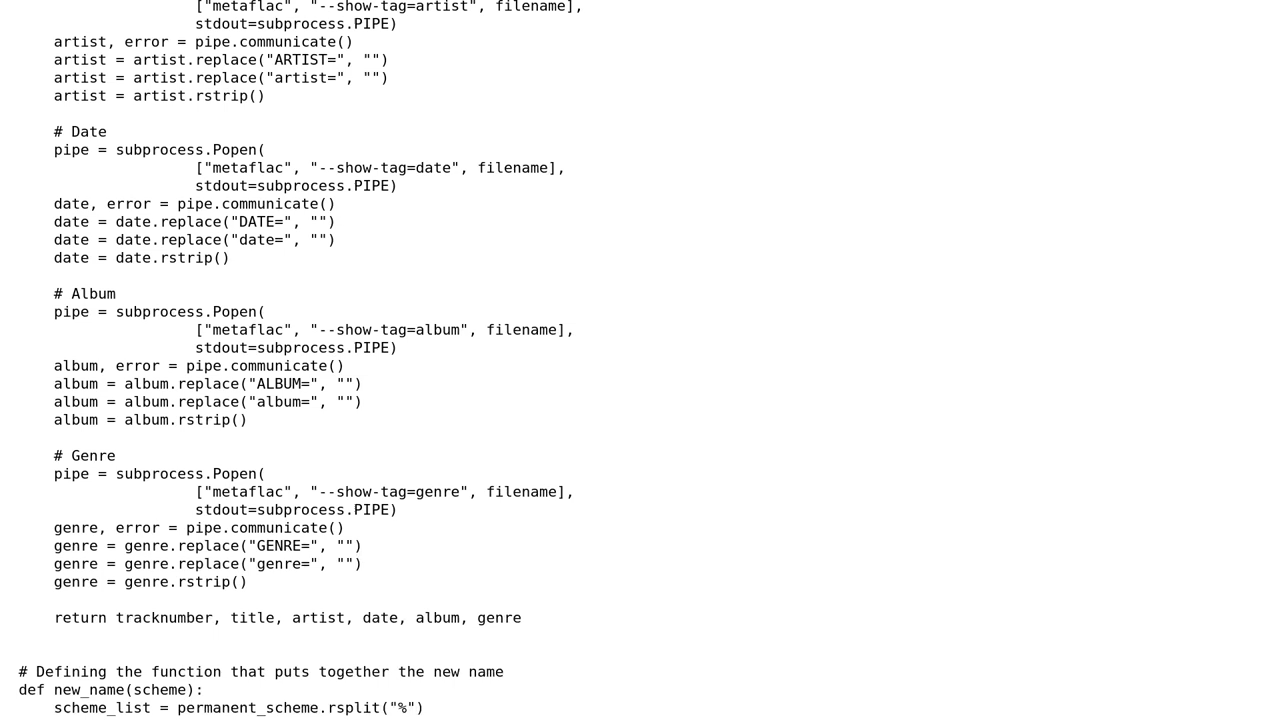 ["metaflac", "--show-tag=artist", filename],
stdout=subprocess.PIPE)
artist, error = pipe.communicate()
artist = artist.replace("ARTIST=", "")
artist = artist.replace("artist=", "")
artist = artist.rstrip()
# Date
pipe = subprocess.Popen(
["metaflac", "--show-tag=date", filename],
stdout=subprocess.PIPE)
date, error = pipe.communicate()
date = date.replace("DATE=", "")
date = date.replace("date=", "")
date = date.rstrip()
# Album
pipe = subprocess.Popen(
["metaflac", "--show-tag=album", filename],
stdout=subprocess.PIPE)
album, error = pipe.communicate()
album = album.replace("ALBUM=", "")
album = album.replace("album=", "")
album = album.rstrip()
# Genre
pipe = subprocess.Popen(
["metaflac", "--show-tag=genre", filename],
stdout=subprocess.PIPE)
genre, error = pipe.communicate()
genre = genre.replace("GENRE=", "")
genre = genre.replace("genre=", "")
genre = genre.rstrip()
return tracknumber, title, artist, date, album, genre
# Defining the function that puts together the new name
def new_name(scheme):
scheme_list = permanent_scheme.rsplit("%")